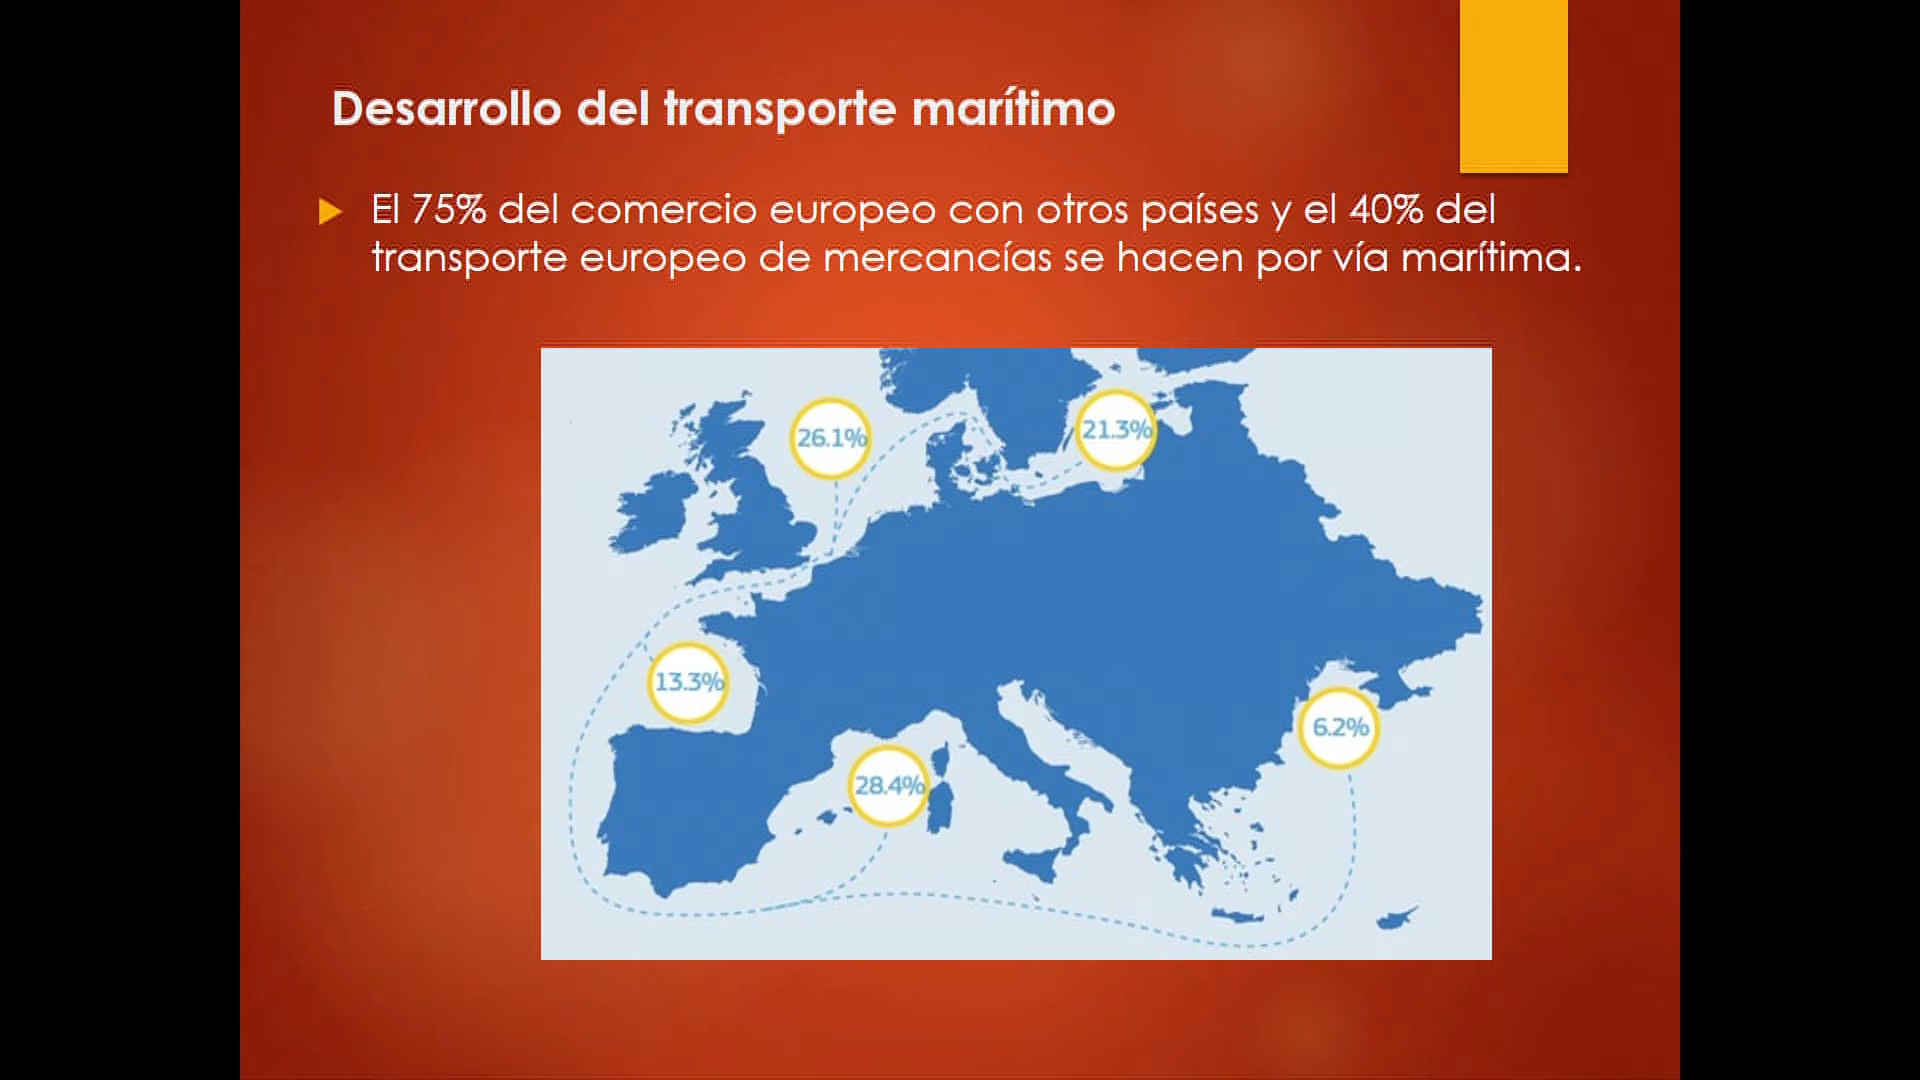 Desarrollo del transporte marítimo
El 75% del comercio europeo con otros países y el 40% del
transporte europeo de mercancías se hacen por vía marítima.
26.1%
21.3%
13.3%
6.2%
28.4%